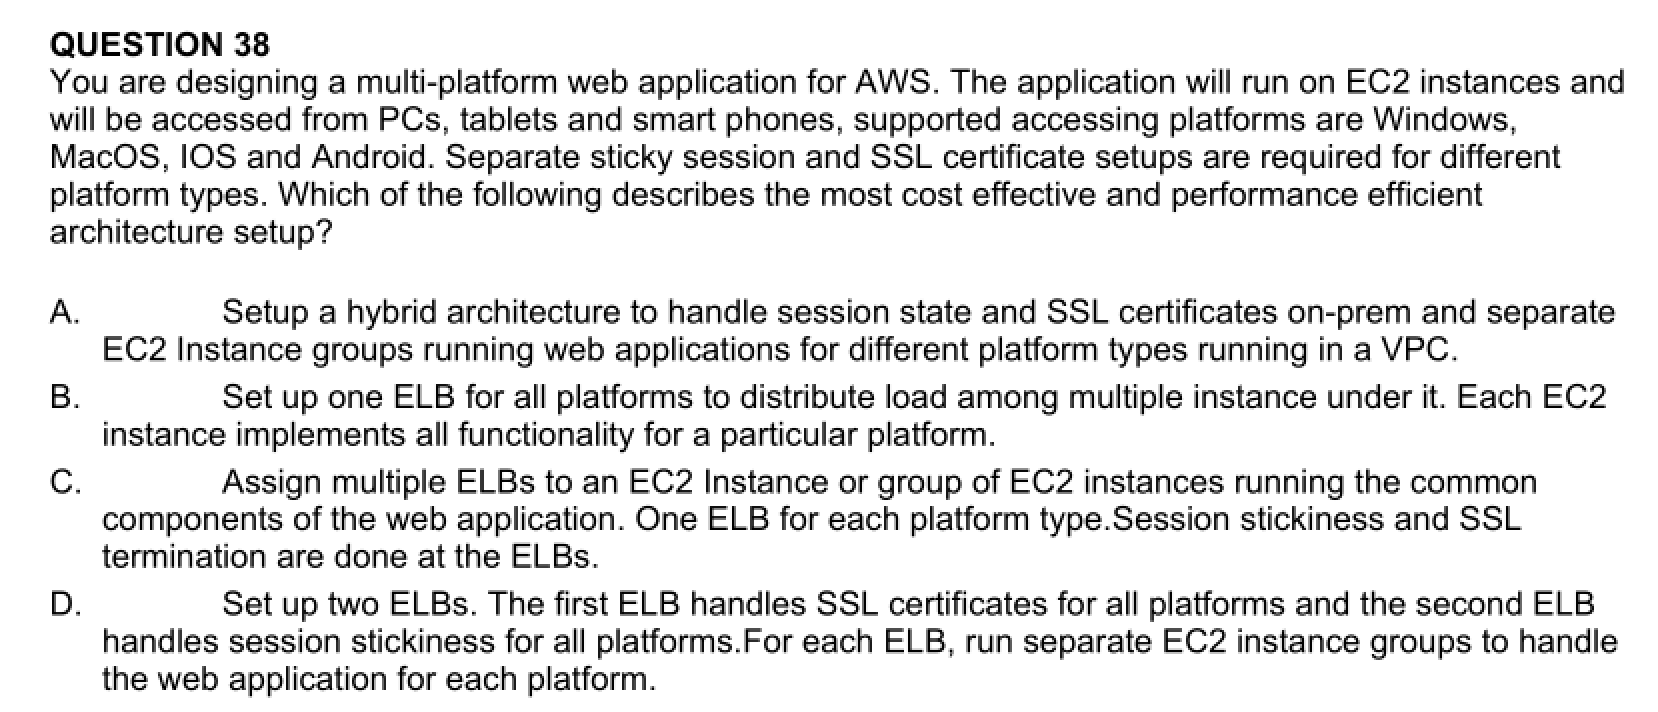 QUESTION 38
You are designing a multi-platform web application for AWS. The application will run on EC2 instances and
will be accessed from PCs, tablets and smart phones, supported accessing platforms are Windows,
MacOS, IOS and Android. Separate sticky session and SSL certificate setups are required for different
platform types. Which of the following describes the most cost effective and performance efficient
architecture setup?
A. Setup a hybrid architecture to handle session state and SSL certificates on-prem and separate
EC2 Instance groups running web applications for different platform types running in a VPC.
B. Set up one ELB for all platforms to distribute load among multiple instance under it. Each EC2
instance implements all functionality for a particular platform.
C. Assign multiple ELBs to an EC2 Instance or group of EC2 instances running the common
components of the web application. One ELB for each platform type.Session stickiness and SSL
termination are done at the ELBs.
D. Set up two ELBs. The first ELB handles SSL certificates for all platforms and the second ELB
handles session stickiness for all platforms.For each ELB, run separate EC2 instance groups to handle
the web application for each platform.